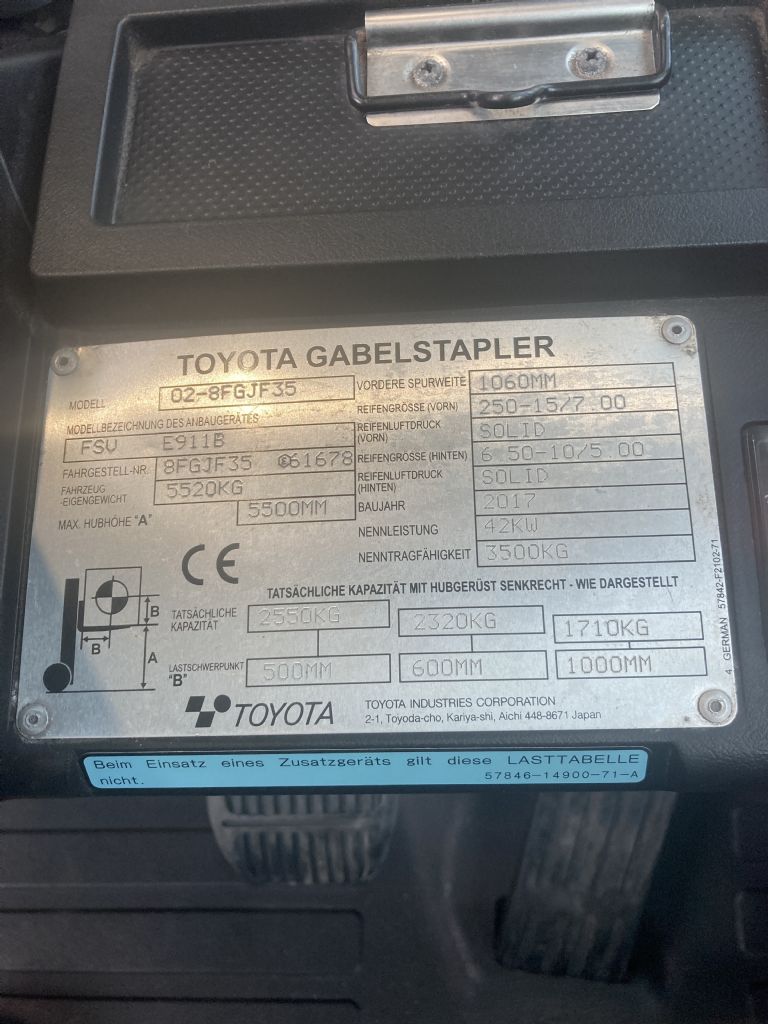 TOYOTA GABELSTAPLER
MODELL 02-8FGJF35
MODELLBEZEICHNUNG DES ANBAUGERÄTES
FSV E911B
FAHRGESTELL-NR. 8FGJF35 E61678
FAHRZEUG -EIGENGEWICHT 5520KG
MAX. HUBHÖHE "A" 5500MM
VORDERE SPURWEITE 1060MM
REIFENGRÖSSE (VORN) 250-15/7.00
REIFENLUFTDRUCK (VORN) SOLID
REIFENGRÖSSE (HINTEN) 6.50-10/5.00
REIFENLUFTDRUCK (HINTEN) SOLID
BAUJAHR 2017
NENNLEISTUNG 42KW
NENNTRAGFÄHIGKEIT 3500KG
CE
TATSÄCHLICHE KAPAZITÄT MIT HUBGERÜST SENKRECHT - WIE DARGESTELLT
B
B
A
TATSÄCHLICHE KAPAZITÄT 2550KG 2320KG 1710KG
LASTSCHWERPUNKT "B" 500MM 600MM 1000MM
TOYOTA
TOYOTA INDUSTRIES CORPORATION
2-1, Toyoda-cho, Kariya-shi, Aichi 448-8671 Japan
4 GERMAN 57842-F2102-71
Beim Einsatz eines Zusatzgeräts gilt diese LASTTABELLE
nicht. 57846-14900-71-A